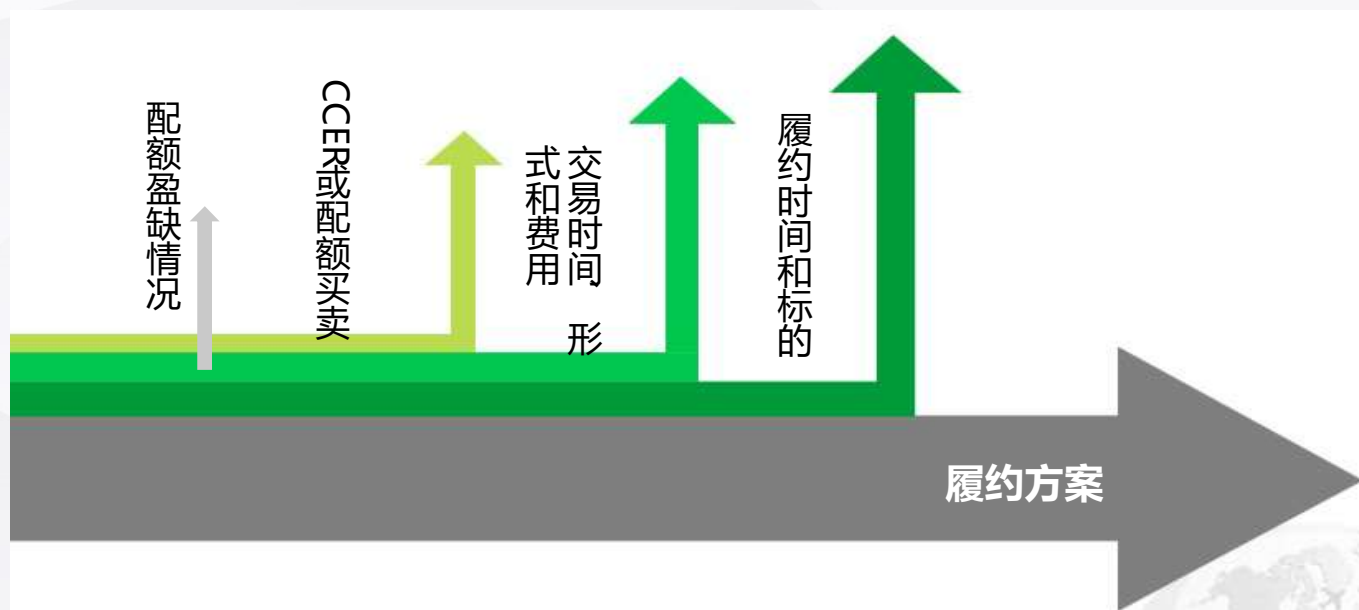 配额盈缺情况
CCER或配额买卖
交易时间、形
式和费用
履约时间和标的
履约方案